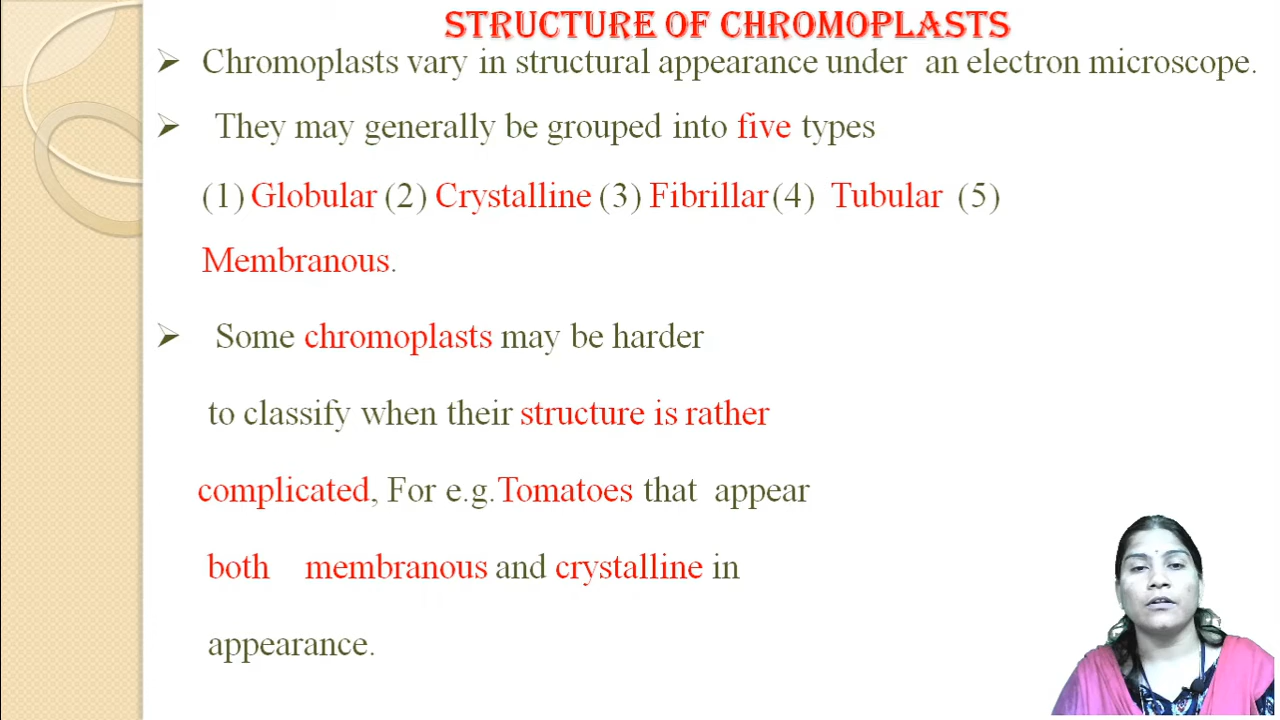 STRUCTURE OF CHROMOPLASTS
➢ Chromoplasts vary in structural appearance under an electron microscope.
➢ They may generally be grouped into five types
(1) Globular (2) Crystalline (3) Fibrillar (4) Tubular (5)
Membranous.
➢ Some chromoplasts may be harder
to classify when their structure is rather
complicated, For e.g.Tomatoes that appear
both membranous and crystalline in
appearance.